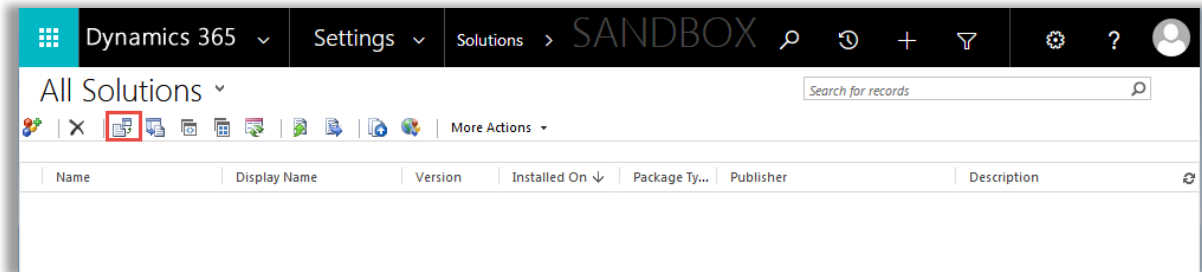 Dynamics 365 Settings Solutions > SANDBOX ?
All Solutions
Search for records
More Actions
Name Display Name Version Installed On ↓ Package Ty... Publisher Description